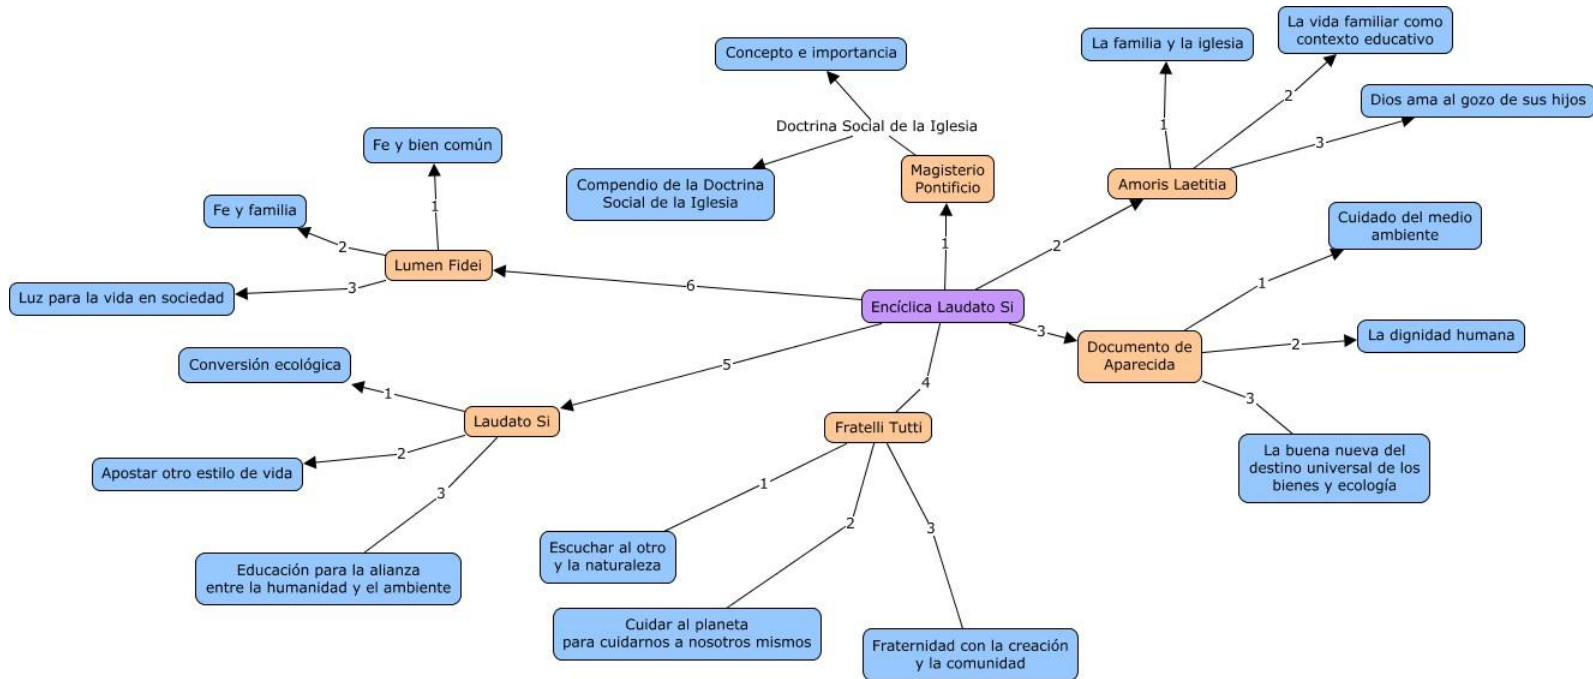 La vida familiar como
contexto educativo
La familia y la iglesia
Concepto e importancia
Dios ama al gozo de sus hijos
2
1
Doctrina Social de la Iglesia
3
Fe y bien común
Magisterio
Pontificio
Amoris Laetitia
Compendio de la Doctrina
Social de la Iglesia
Fe y familia
1
Cuidado del medio
ambiente
2
1
2
Lumen Fidei
6
1
3
Luz para la vida en sociedad
Encíclica Laudato Si
3
Documento de
Aparecida
2
La dignidad humana
Conversión ecológica
5
4
1
3
Laudato Si
Fratelli Tutti
2
Apostar otro estilo de vida
La buena nueva del
destino universal de los
bienes y ecología
3
1
2
3
Escuchar al otro
y la naturaleza
Educación para la alianza
entre la humanidad y el ambiente
Cuidar al planeta
para cuidarnos a nosotros mismos
Fraternidad con la creación
y la comunidad